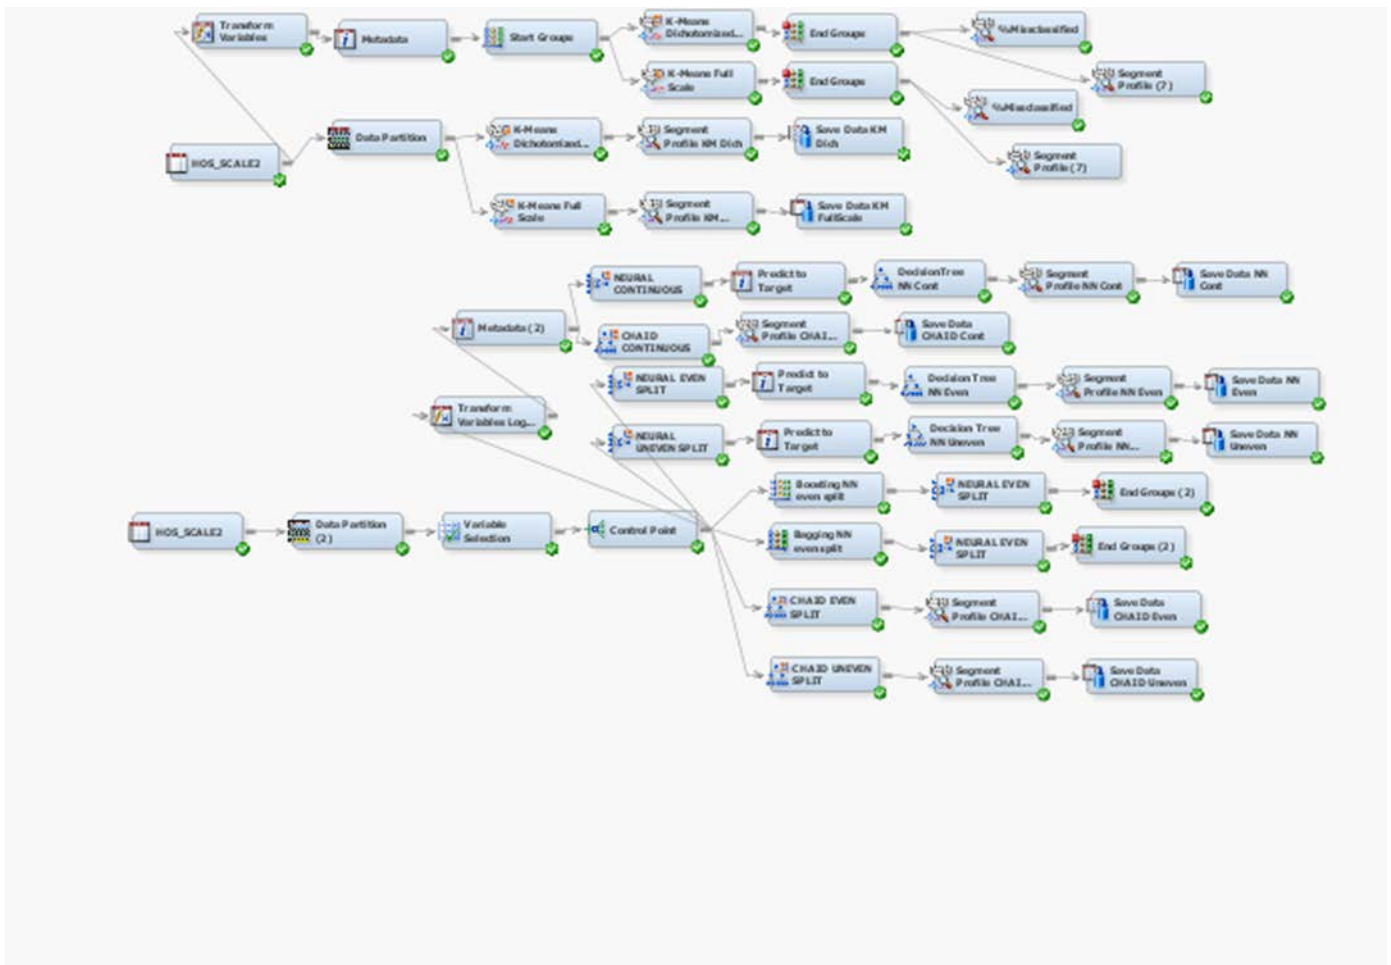 Transform
Variables
Metadata
Start Groups
K-Means
Dichotomized...
End Groups
%Misclassified
K-Means Full
Scale
End Groups
Segment
Profile (7)
%Misclassified
HOS_SCALE2
Data Partition
K-Means
Dichotomized...
Segment
Profile KM Dich
Save Data KM
Dich
Segment
Profile (7)
K-Means Full
Scale
Segment
Profile KM...
Save Data KM
FullScale
NEURAL
CONTINUOUS
Predict to
Target
Decision Tree
NN Cont
Segment
Profile NN Cont
Save Data NN
Cont
Metadata (2)
CHAID
CONTINUOUS
Segment
Profile CHAI...
Save Data
CHAID Cont
NEURAL EVEN
SPLIT
Predict to
Target
Decision Tree
NN Even
Segment
Profile NN Even
Save Data NN
Even
Transform
Variables Log...
NEURAL
UNEVEN SPLIT
Predict to
Target
Decision Tree
NN Uneven
Segment
Profile NN...
Save Data NN
Uneven
Boosting NN
even split
NEURAL EVEN
SPLIT
End Groups (2)
HOS_SCALE2
Data Partition
(2)
Variable
Selection
Control Point
Bagging NN
even split
NEURAL EVEN
SPLIT
End Groups (2)
CHAID EVEN
SPLIT
Segment
Profile CHAI...
Save Data
CHAID Even
CHAID UNEVEN
SPLIT
Segment
Profile CHAI...
Save Data
CHAID Uneven